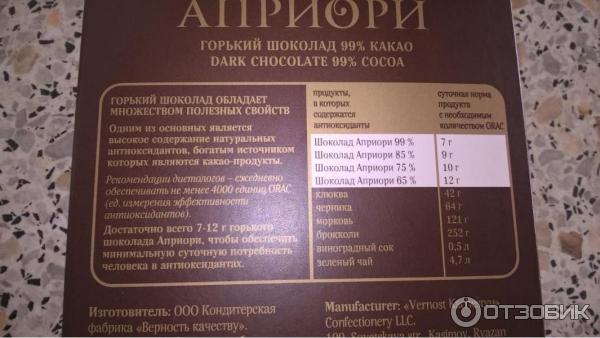 АПРИОРИ
ГОРЬКИЙ ШОКОЛАД 99% КАКАО
DARK CHOCOLATE 99% COCOA
ГОРЬКИЙ ШОКОЛАД ОБЛАДАЕТ
МНОЖЕСТВОМ ПОЛЕЗНЫХ СВОЙСТВ
Одним из основных является
высокое содержание натуральных
антиоксидантов, богатым источником
которых являются какао-продукты.
Рекомендации диетологов – ежедневно
обеспечивать не менее 4000 единиц ORAC
(ед. измерения эффективности
антиоксидантов).
Достаточно всего 7-12 г горького
шоколада Априори, чтобы обеспечить
минимальную суточную потребность
человека в антиоксидантах.
продукты,
в которых
содержатся
антиоксиданты
суточная норма
продукта
с необходимым
количеством ORAC
Шоколад Априори 99 % 7 г
Шоколад Априори 85 % 9 г
Шоколад Априори 75 % 10 г
Шоколад Априори 65 % 12 г
клюква 42 г
черника 64 г
морковь 121 г
брокколи 252 г
виноградный сок 0,5 л
зеленый чай 4,7 л
Изготовитель: ООО Кондитерская
фабрика «Верность качеству».
Manufacturer: «Vernost
Confectionery LLC.
Sovetskaya str., Kasimov, Ryazan
ОТЗОВИК